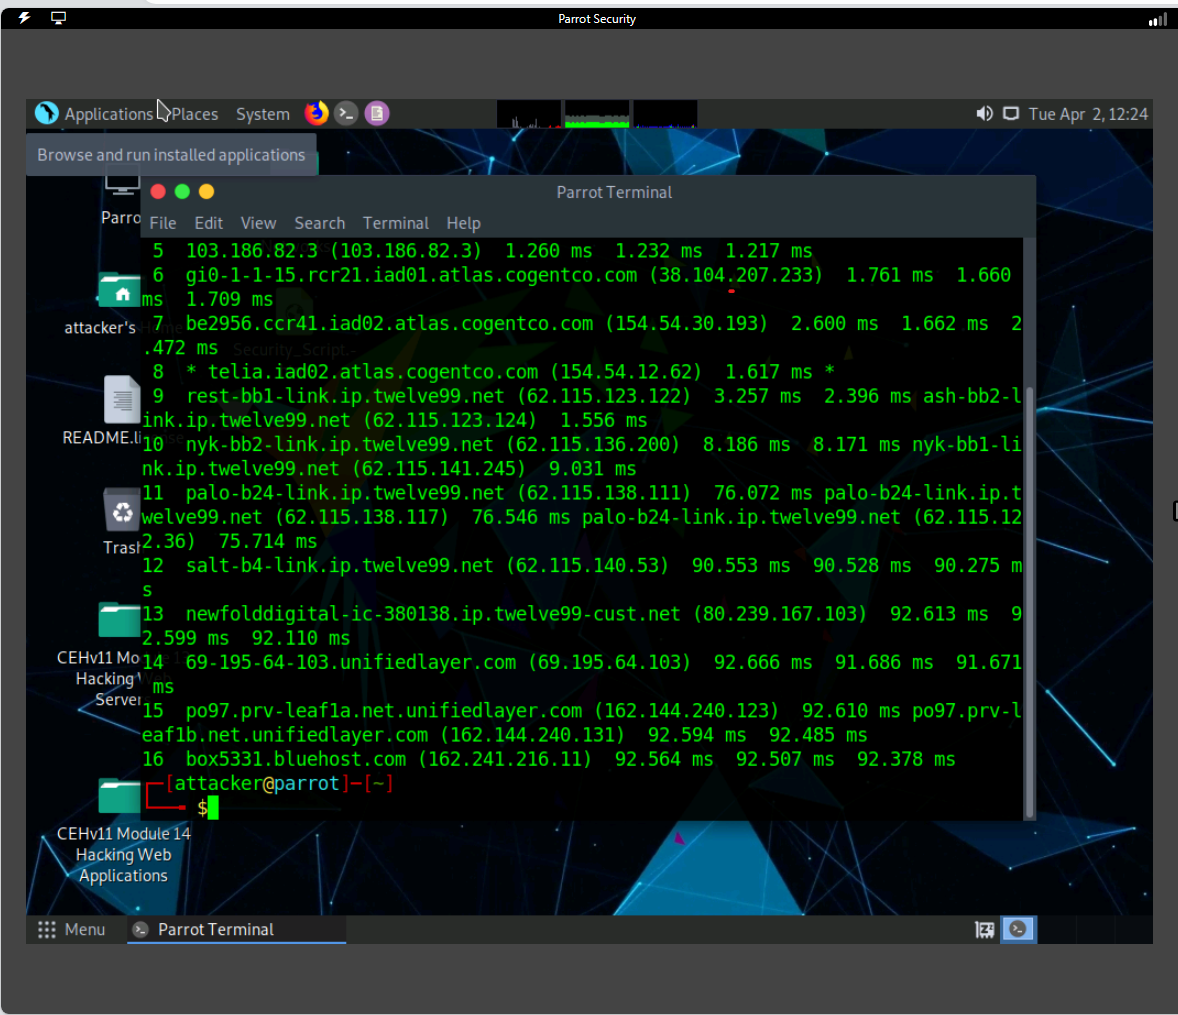 Parrot Security
Applications Places System Tue Apr 2, 12:24
Browse and run installed applications
Parrot Terminal
File Edit View Search Terminal Help
5 103.186.82.3 (103.186.82.3) 1.260 ms 1.232 ms 1.217 ms
6 gi0-1-1-15.rcr21.iad01.atlas.cogentco.com (38.104.207.233) 1.761 ms 1.660
ms 1.709 ms
7 be2956.ccr41.iad02.atlas.cogentco.com (154.54.30.193) 2.600 ms 1.662 ms 2
.472 ms
8 * telia.iad02.atlas.cogentco.com (154.54.12.62) 1.617 ms *
9 rest-bb1-link.ip.twelve99.net (62.115.123.122) 3.257 ms 2.396 ms ash-bb2-l
ink.ip.twelve99.net (62.115.123.124) 1.556 ms
10 nyk-bb2-link.ip.twelve99.net (62.115.136.200) 8.186 ms 8.171 ms nyk-bb1-li
nk.ip.twelve99.net (62.115.141.245) 9.031 ms
11 palo-b24-link.ip.twelve99.net (62.115.138.111) 76.072 ms palo-b24-link.ip.t
welve99.net (62.115.138.117) 76.546 ms palo-b24-link.ip.twelve99.net (62.115.12
2.36) 75.714 ms
12 salt-b4-link.ip.twelve99.net (62.115.140.53) 90.553 ms 90.528 ms 90.275 m
s
13 newfolddigital-ic-380138.ip.twelve99-cust.net (80.239.167.103) 92.613 ms 9
2.599 ms 92.110 ms
14 69-195-64-103.unifiedlayer.com (69.195.64.103) 92.666 ms 91.686 ms 91.671
ms
15 po97.prv-leaf1a.net.unifiedlayer.com (162.144.240.123) 92.610 ms po97.prv-l
eaf1b.net.unifiedlayer.com (162.144.240.131) 92.594 ms 92.485 ms
16 box5331.bluehost.com (162.241.216.11) 92.564 ms 92.507 ms 92.378 ms
[attacker@parrot]-[~]
$
Parro
attacker's Home
README.li
Trash
CEHv11 Mo
Hacking W
Server
Security_Script.
CEHv11 Module 14
Hacking Web
Applications
Menu Parrot Terminal